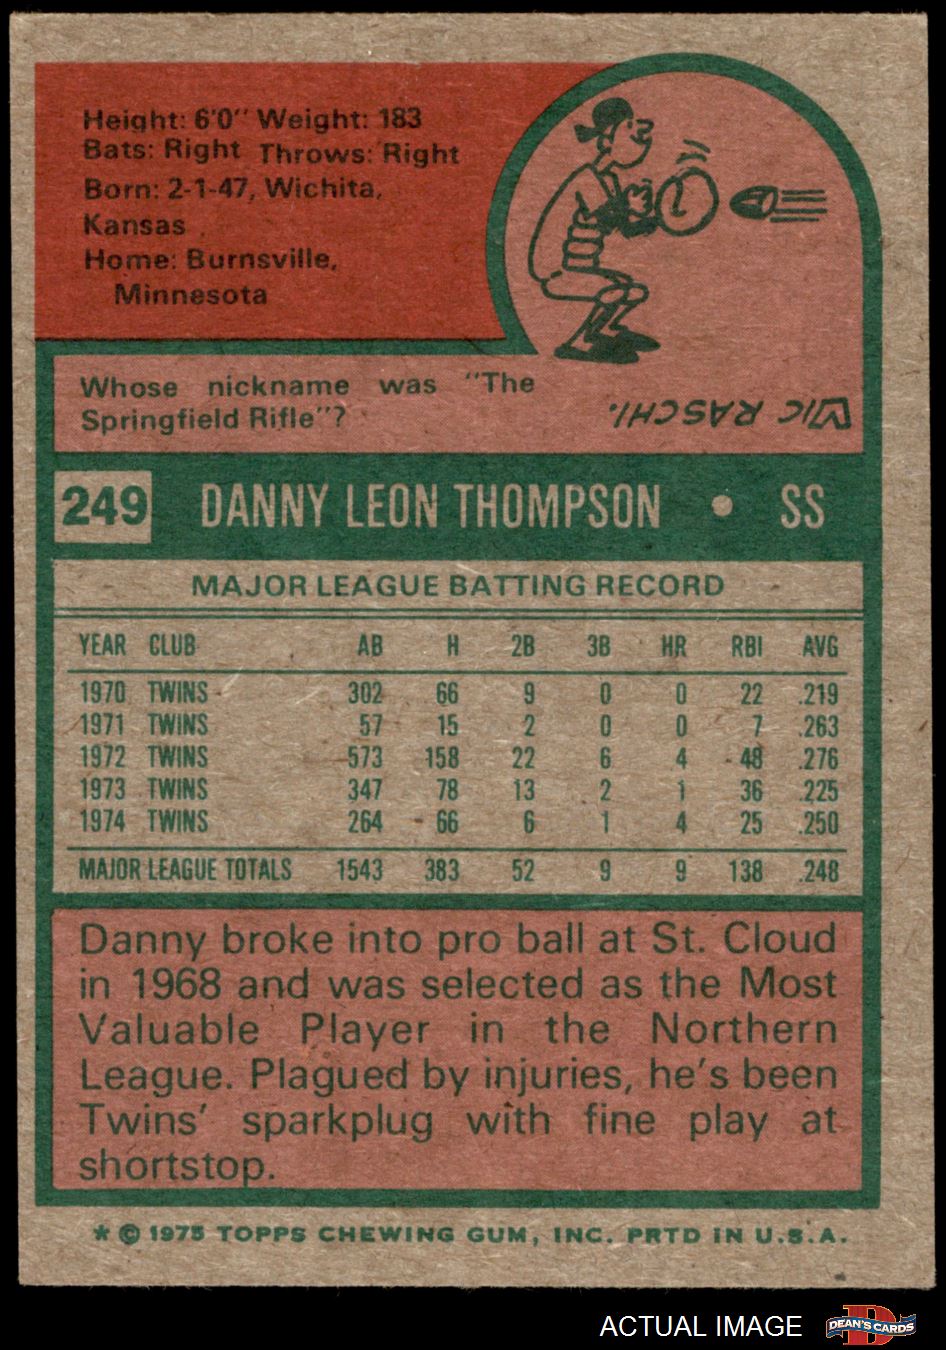 Height: 6'0" Weight: 183
Bats: Right Throws: Right
Born: 2-1-47, Wichita,
Kansas
Home: Burnsville,
Minnesota
Whose nickname was "The
Springfield Rifle"?
VIC RASCHI.
249 DANNY LEON THOMPSON • SS
MAJOR LEAGUE BATTING RECORD
YEAR CLUB AB H 2B 3B HR RBI AVG
1970 TWINS 302 66 9 0 0 22 .219
1971 TWINS 57 15 2 0 0 7 .263
1972 TWINS 573 158 22 6 4 48 .276
1973 TWINS 347 78 13 2 1 36 .225
1974 TWINS 264 66 6 1 4 25 .250
MAJOR LEAGUE TOTALS 1543 383 52 9 9 138 .248
Danny broke into pro ball at St. Cloud
in 1968 and was selected as the Most
Valuable Player in the Northern
League. Plagued by injuries, he's been
Twins' sparkplug with fine play at
shortstop.
* © 1975 TOPPS CHEWING GUM, INC. PRTD IN U.S.A.
ACTUAL IMAGE
D
DEAN'S CARDS